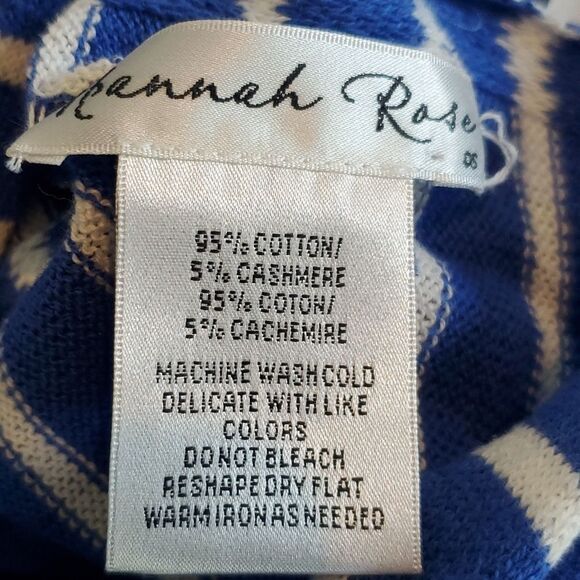 Hannah Rose
OS
95% COTTON/
5% CASHMERE
95% COTON/
5% CACHEMIRE
MACHINE WASH COLD
DELICATE WITH LIKE
COLORS
DO NOT BLEACH
RESHAPE DRY FLAT
WARM IRON AS NEEDED